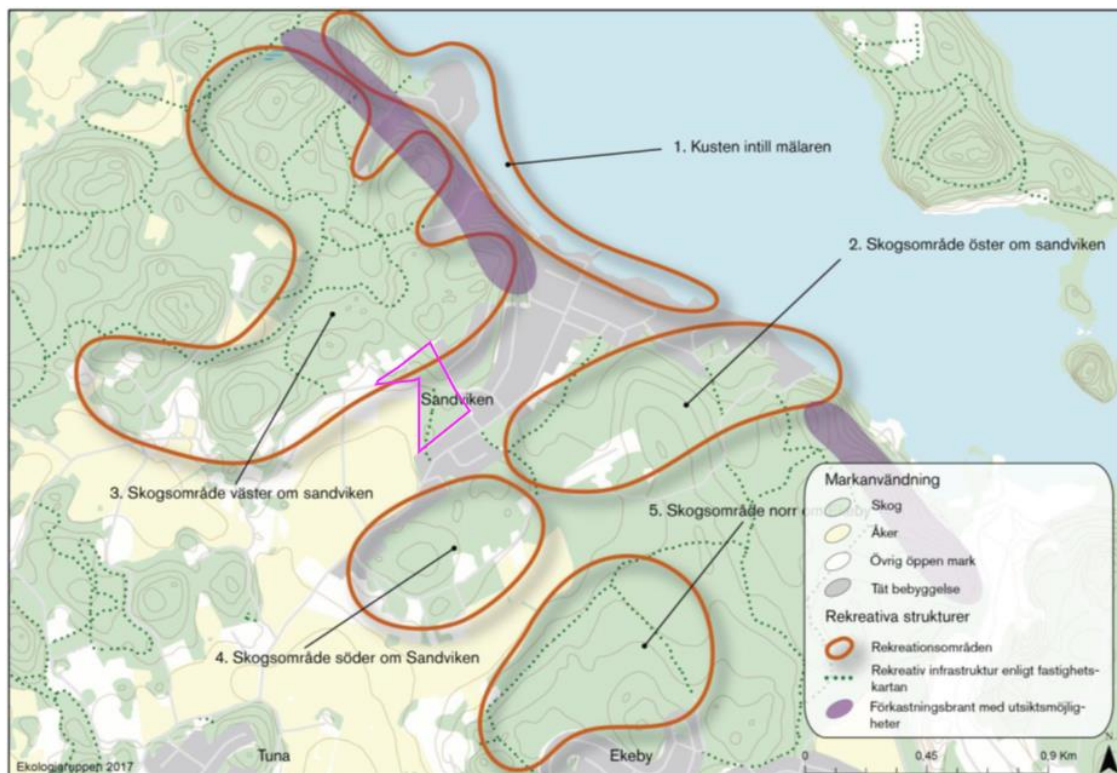 1. Kusten intill mälaren
2. Skogsområde öster om sandviken
Sandviken
3. Skogsområde väster om sandviken
5. Skogsområde norr om Ekeby
4. Skogsområde söder om Sandviken
Tuna
Ekeby
Markanvändning
Skog
Åker
Övrig öppen mark
Tät bebyggelse
Rekreativa strukturer
Rekreationsområden
Rekreativ infrastruktur enligt fastighets-
kartan
Förkastningsbrant med utsiktsmöjlig-
heter
N
0 0.45 0.9 Km
Ekologigruppen 2017